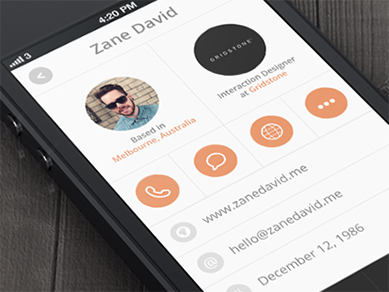 3
4:20 PM
Zane David
GRIDSTONE
Based in
Melbourne, Australia
Interaction Designer
at Gridstone
www.zanedavid.me
hello@zanedavid.me
December 12, 1986